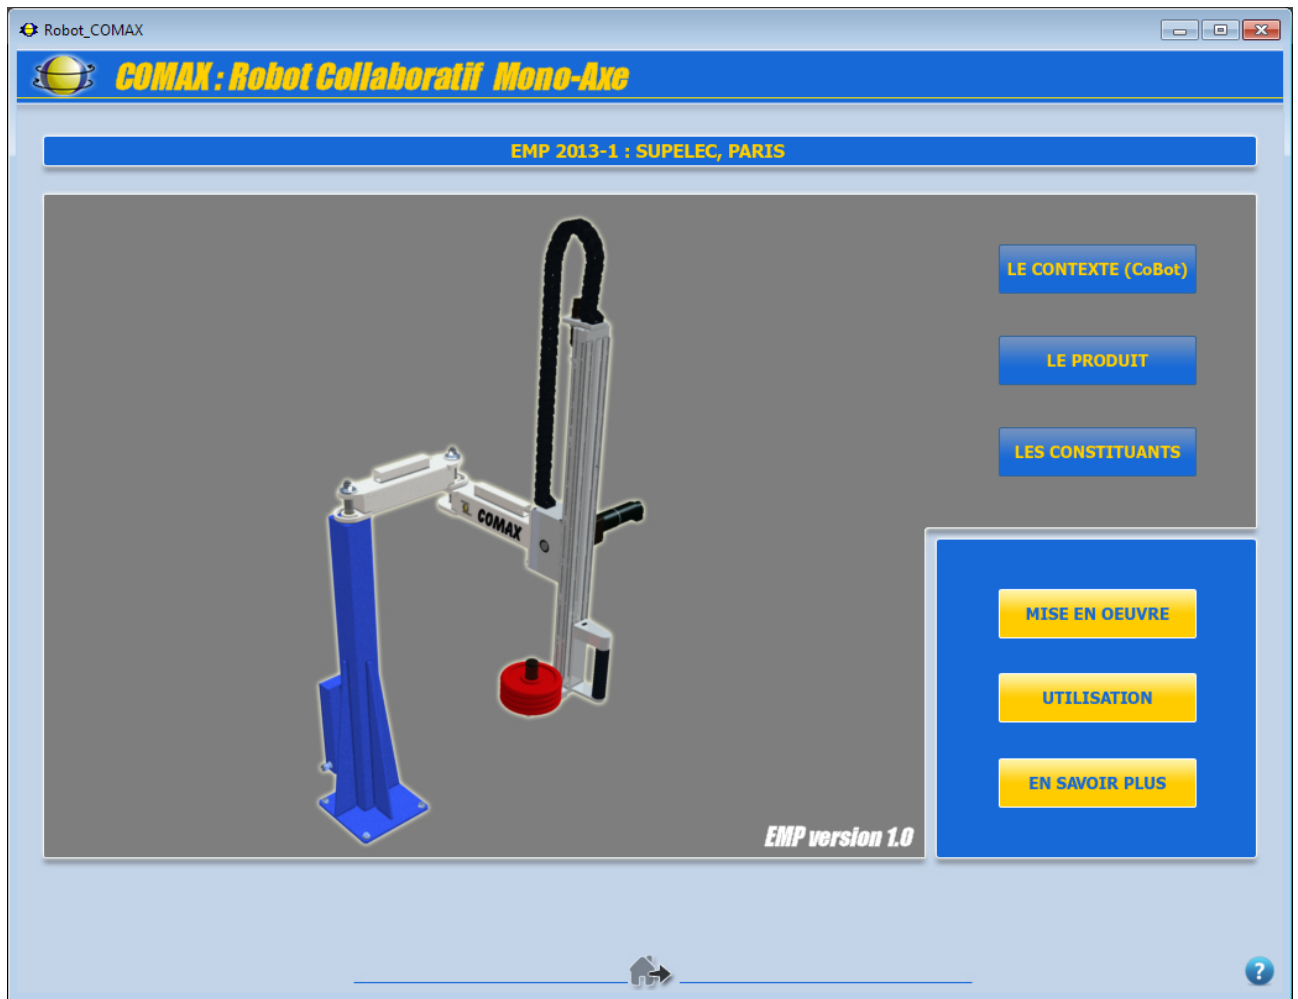 Robot_COMAX
COMAX : Robot Collaboratif Mono-Axe
EMP 2013-1 : SUPELEC, PARIS
LE CONTEXTE (CoBot)
LE PRODUIT
LES CONSTITUANTS
COMAX
MISE EN OEUVRE
UTILISATION
EN SAVOIR PLUS
EMP version 1.0
?